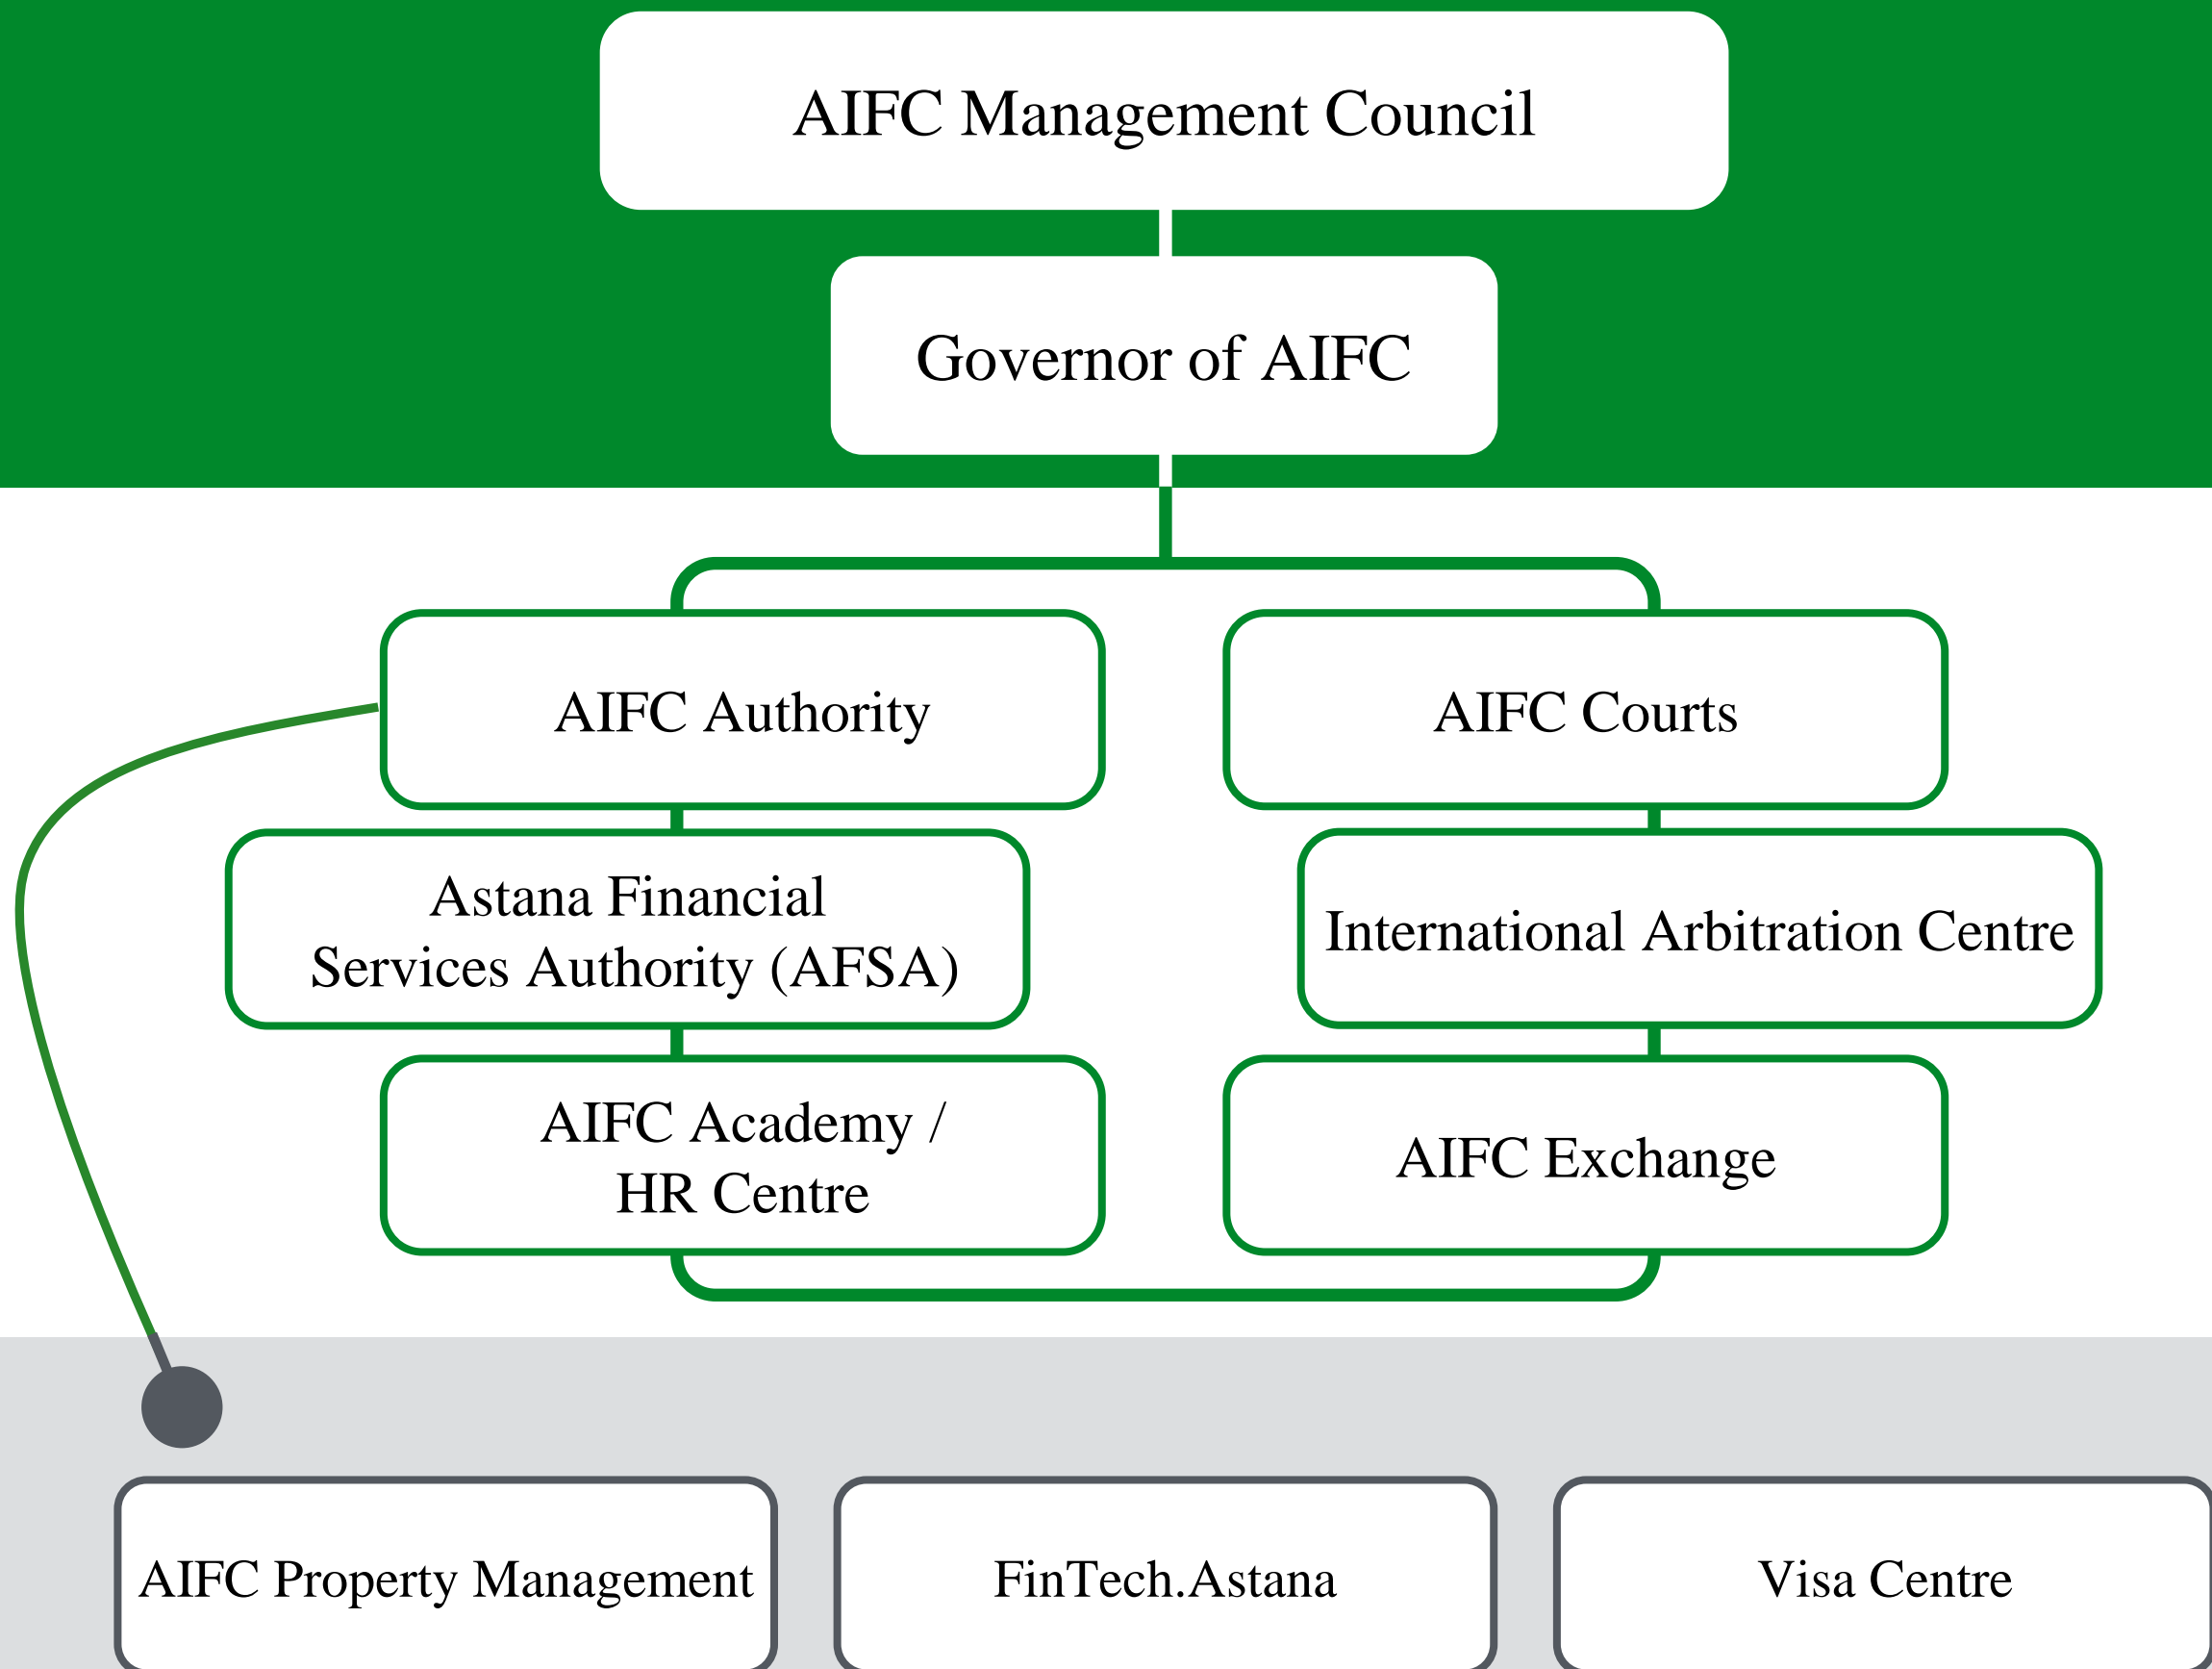 AIFC Management Council
Governor of AIFC
AIFC Authority
AIFC Courts
Astana Financial
Services Authority (AFSA)
International Arbitration Centre
AIFC Academy /
HR Centre
AIFC Exchange
AIFC Property Management
FinTech.Astana
Visa Centre